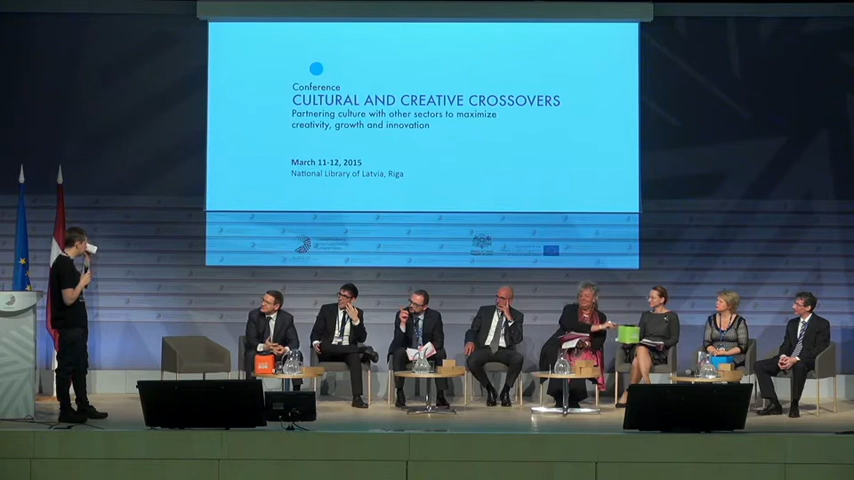 Conference
CULTURAL AND CREATIVE CROSSOVERS
Partnering culture with other sectors to maximize
creativity, growth and innovation
March 11-12, 2015
National Library of Latvia, Riga